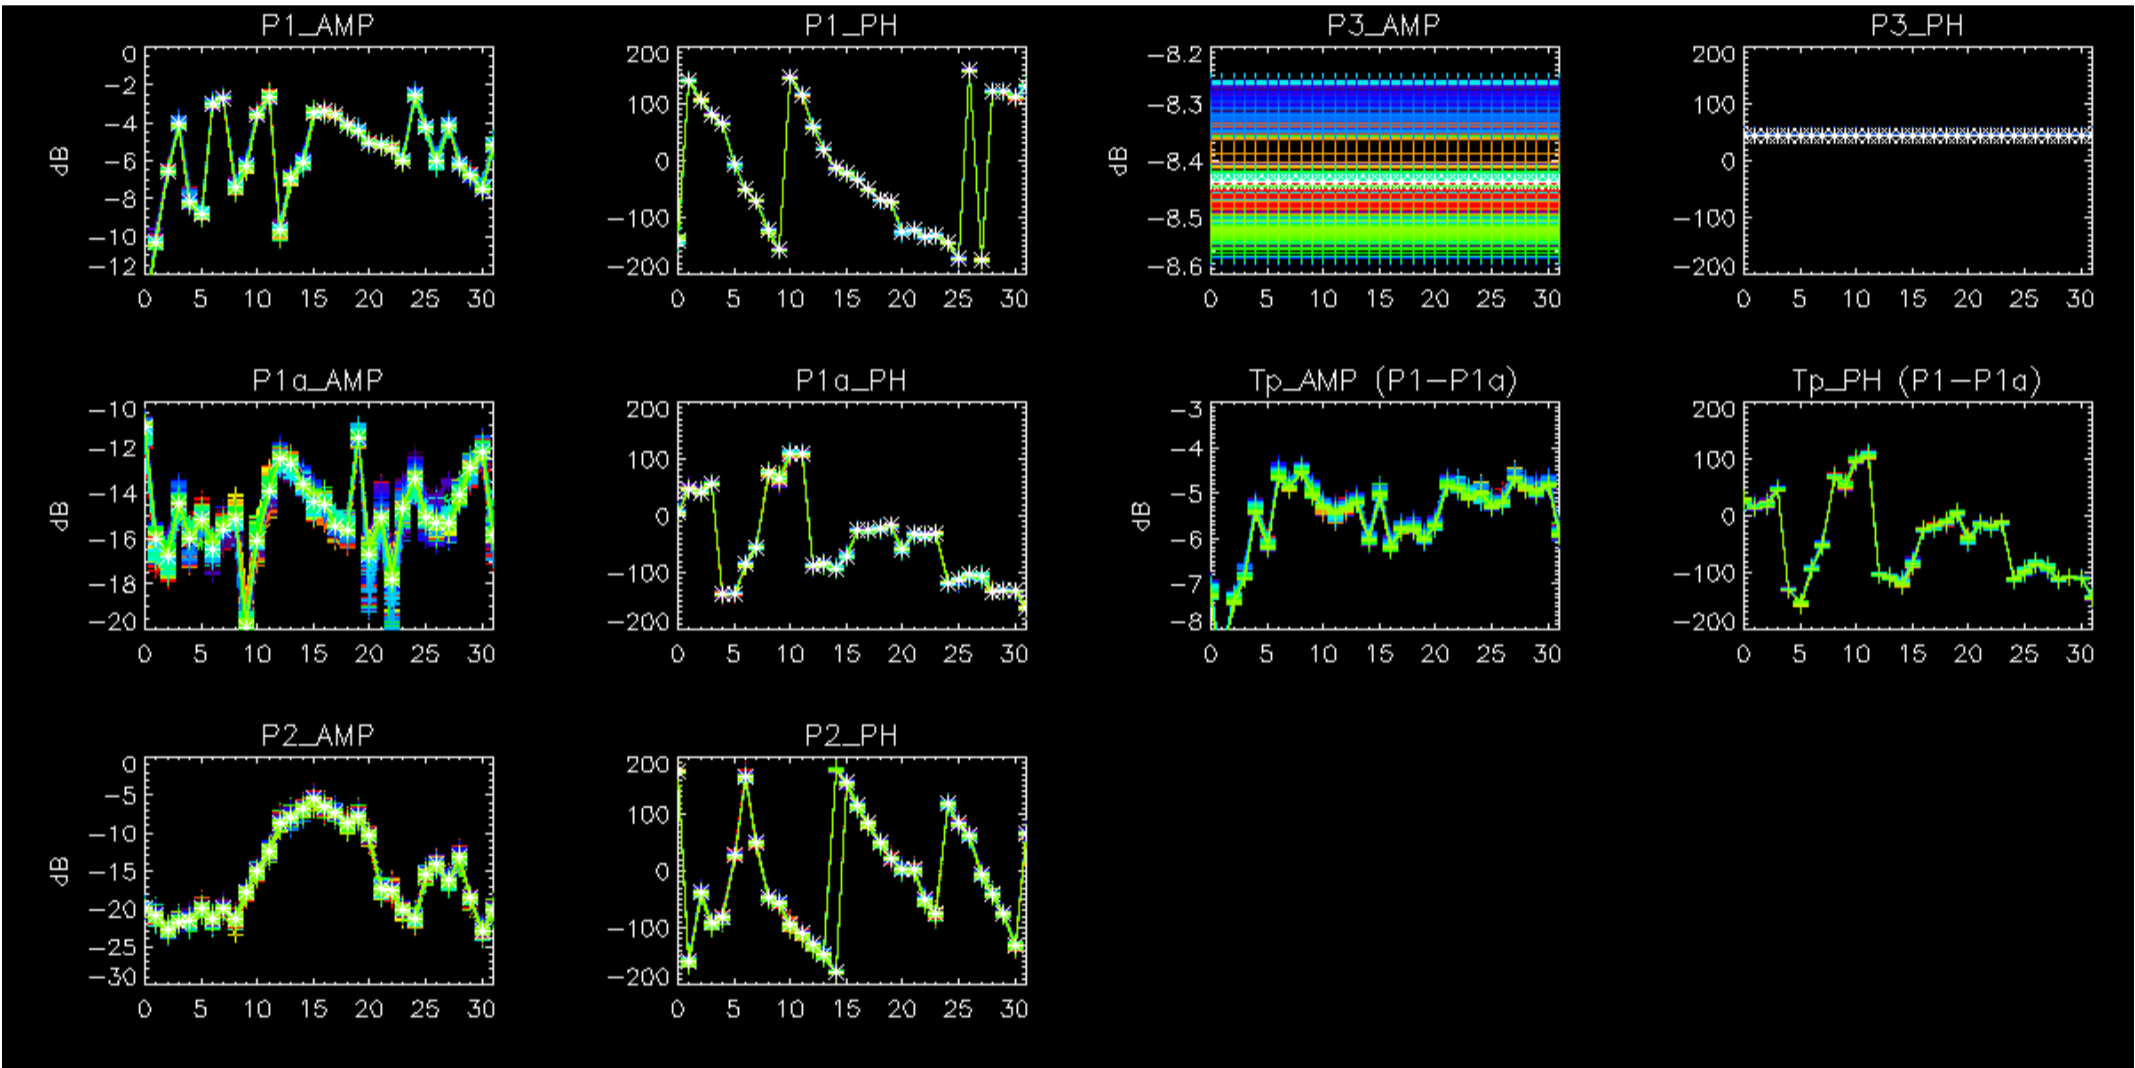 P1_AMP
P1_PH
P3_AMP
P3_PH
0
-2
-4
-6
-8
-10
-12
dB
0 5 10 15 20 25 30
200
100
0
-100
-200
0 5 10 15 20 25 30
-8.2
-8.3
-8.4
-8.5
-8.6
dB
0 5 10 15 20 25 30
200
100
0
-100
-200
0 5 10 15 20 25 30
P1a_AMP
P1a_PH
Tp_AMP (P1-P1a)
Tp_PH (P1-P1a)
-10
-12
-14
-16
-18
-20
dB
0 5 10 15 20 25 30
200
100
0
-100
-200
0 5 10 15 20 25 30
-3
-4
-5
-6
-7
-8
dB
0 5 10 15 20 25 30
200
100
0
-100
-200
0 5 10 15 20 25 30
P2_AMP
P2_PH
0
-5
-10
-15
-20
-25
-30
dB
0 5 10 15 20 25 30
200
100
0
-100
-200
0 5 10 15 20 25 30